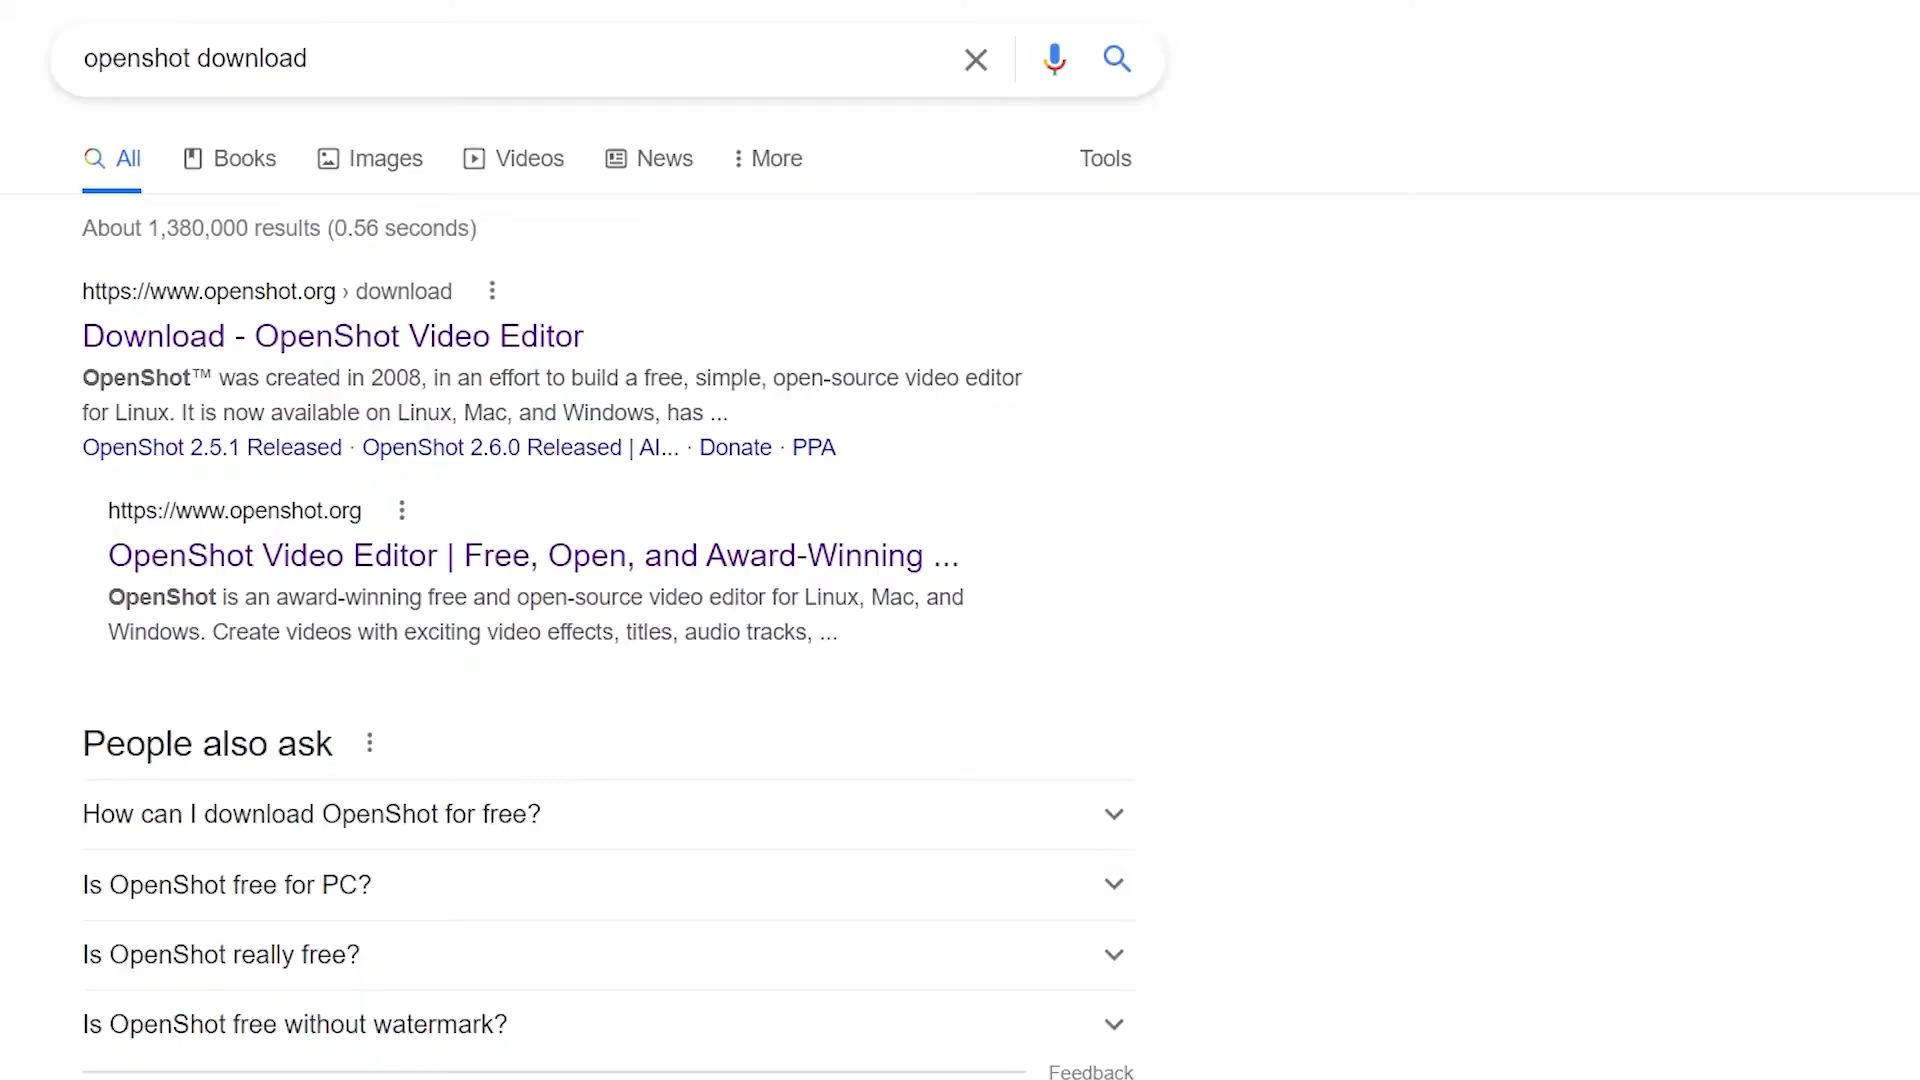 openshot download
All Books Images Videos News More Tools
About 1,380,000 results (0.56 seconds)
https://www.openshot.org › download
Download - OpenShot Video Editor
OpenShot™ was created in 2008, in an effort to build a free, simple, open-source video editor
for Linux. It is now available on Linux, Mac, and Windows, has ...
OpenShot 2.5.1 Released · OpenShot 2.6.0 Released | AI... · Donate · PPA
https://www.openshot.org
OpenShot Video Editor | Free, Open, and Award-Winning ...
OpenShot is an award-winning free and open-source video editor for Linux, Mac, and
Windows. Create videos with exciting video effects, titles, audio tracks, ...
People also ask
How can I download OpenShot for free?
Is OpenShot free for PC?
Is OpenShot really free?
Is OpenShot free without watermark?
Feedback